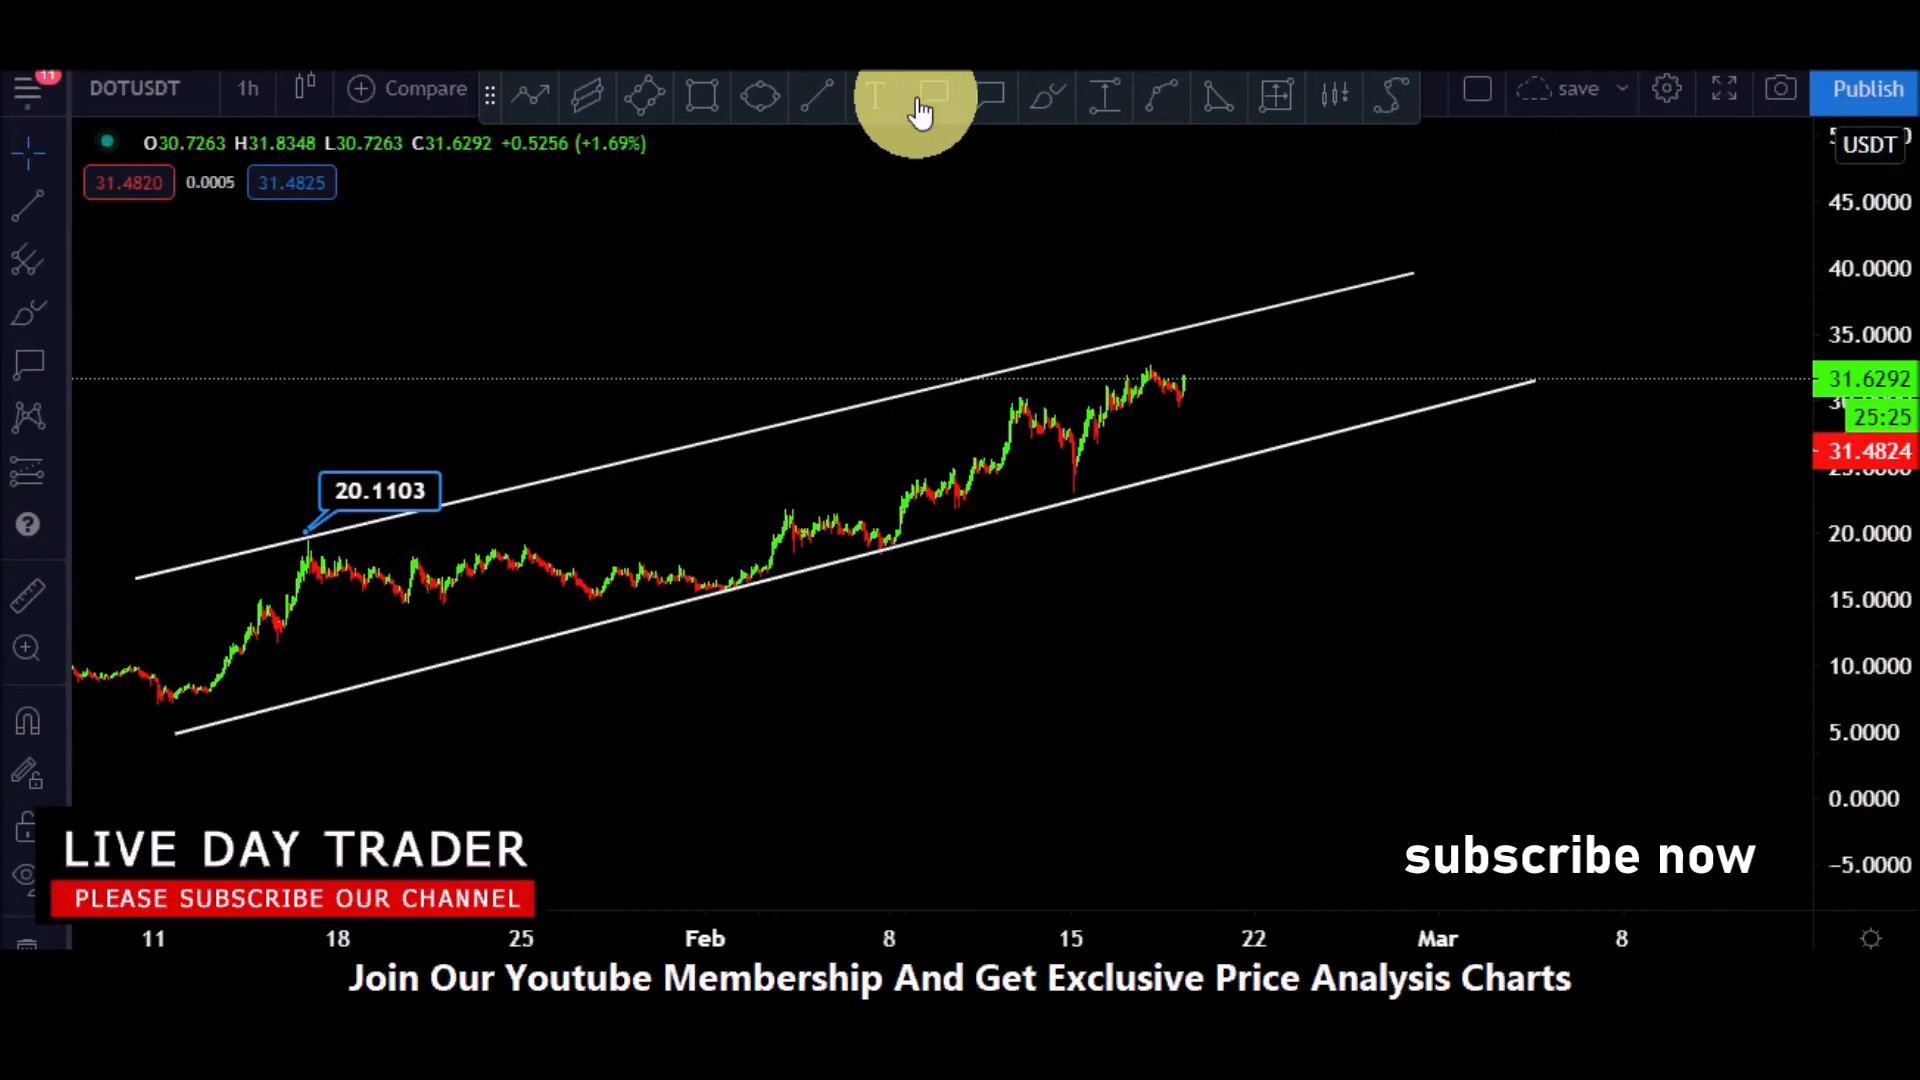 11
DOTUSDT 1h Compare T save Publish
O30.7263 H31.8348 L30.7263 C31.6292 +0.5256 (+1.69%)
USDT
31.4820 0.0005 31.4825
45.0000
40.0000
35.0000
31.6292
25:25
31.4824
20.1103
20.0000
15.0000
10.0000
5.0000
0.0000
−5.0000
LIVE DAY TRADER
PLEASE SUBSCRIBE OUR CHANNEL
subscribe now
11 18 25 Feb 8 15 22 Mar 8
Join Our Youtube Membership And Get Exclusive Price Analysis Charts